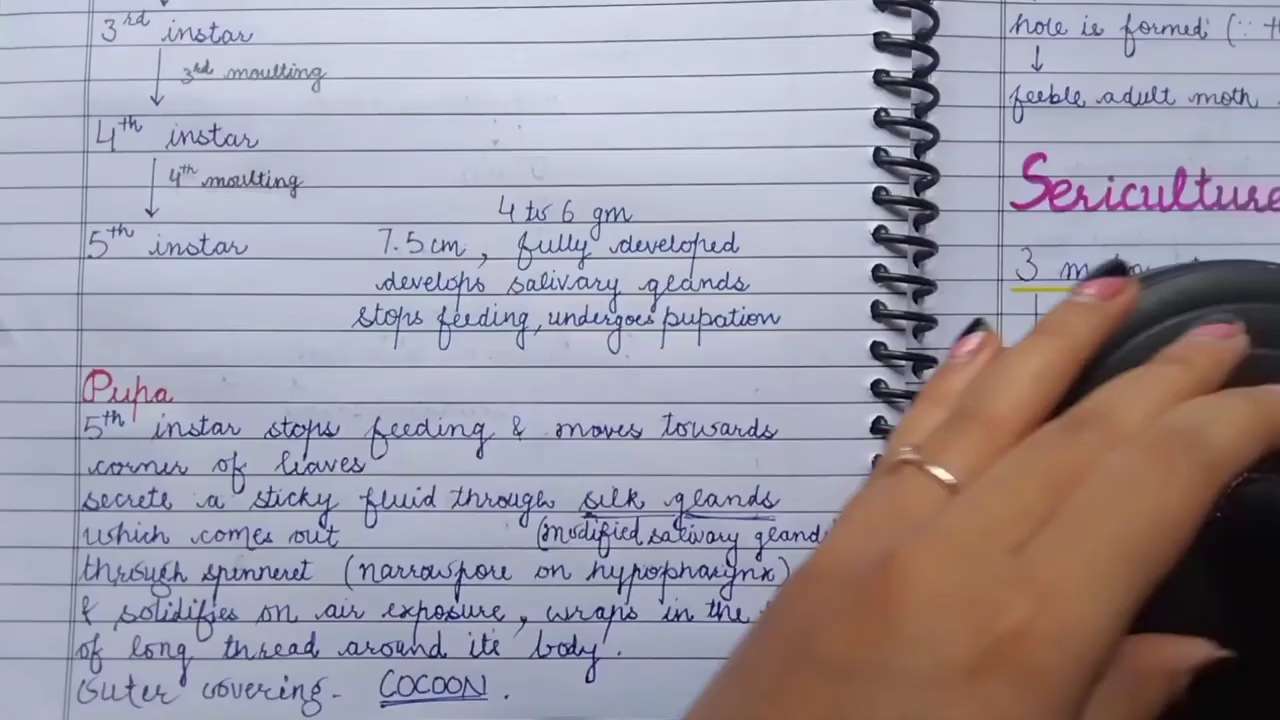 3rd instar
3rd moulting
4th instar
4th moulting
4 to 6 gm
5th instar 7.5 cm, fully developed
develops salivary glands
stops feeding, undergoes pupation
Pupa
5th instar stops feeding & moves towards
corner of leaves
secrete a sticky fluid through silk glands
which comes out (modified salivary gland
through spinneret (narrow pore on hypopharynx)
& solidifies on air exposure, wraps in the
of long thread around its body.
Outer covering - COCOON.
hole is formed (∵
feeble adult moth
Sericulture
3